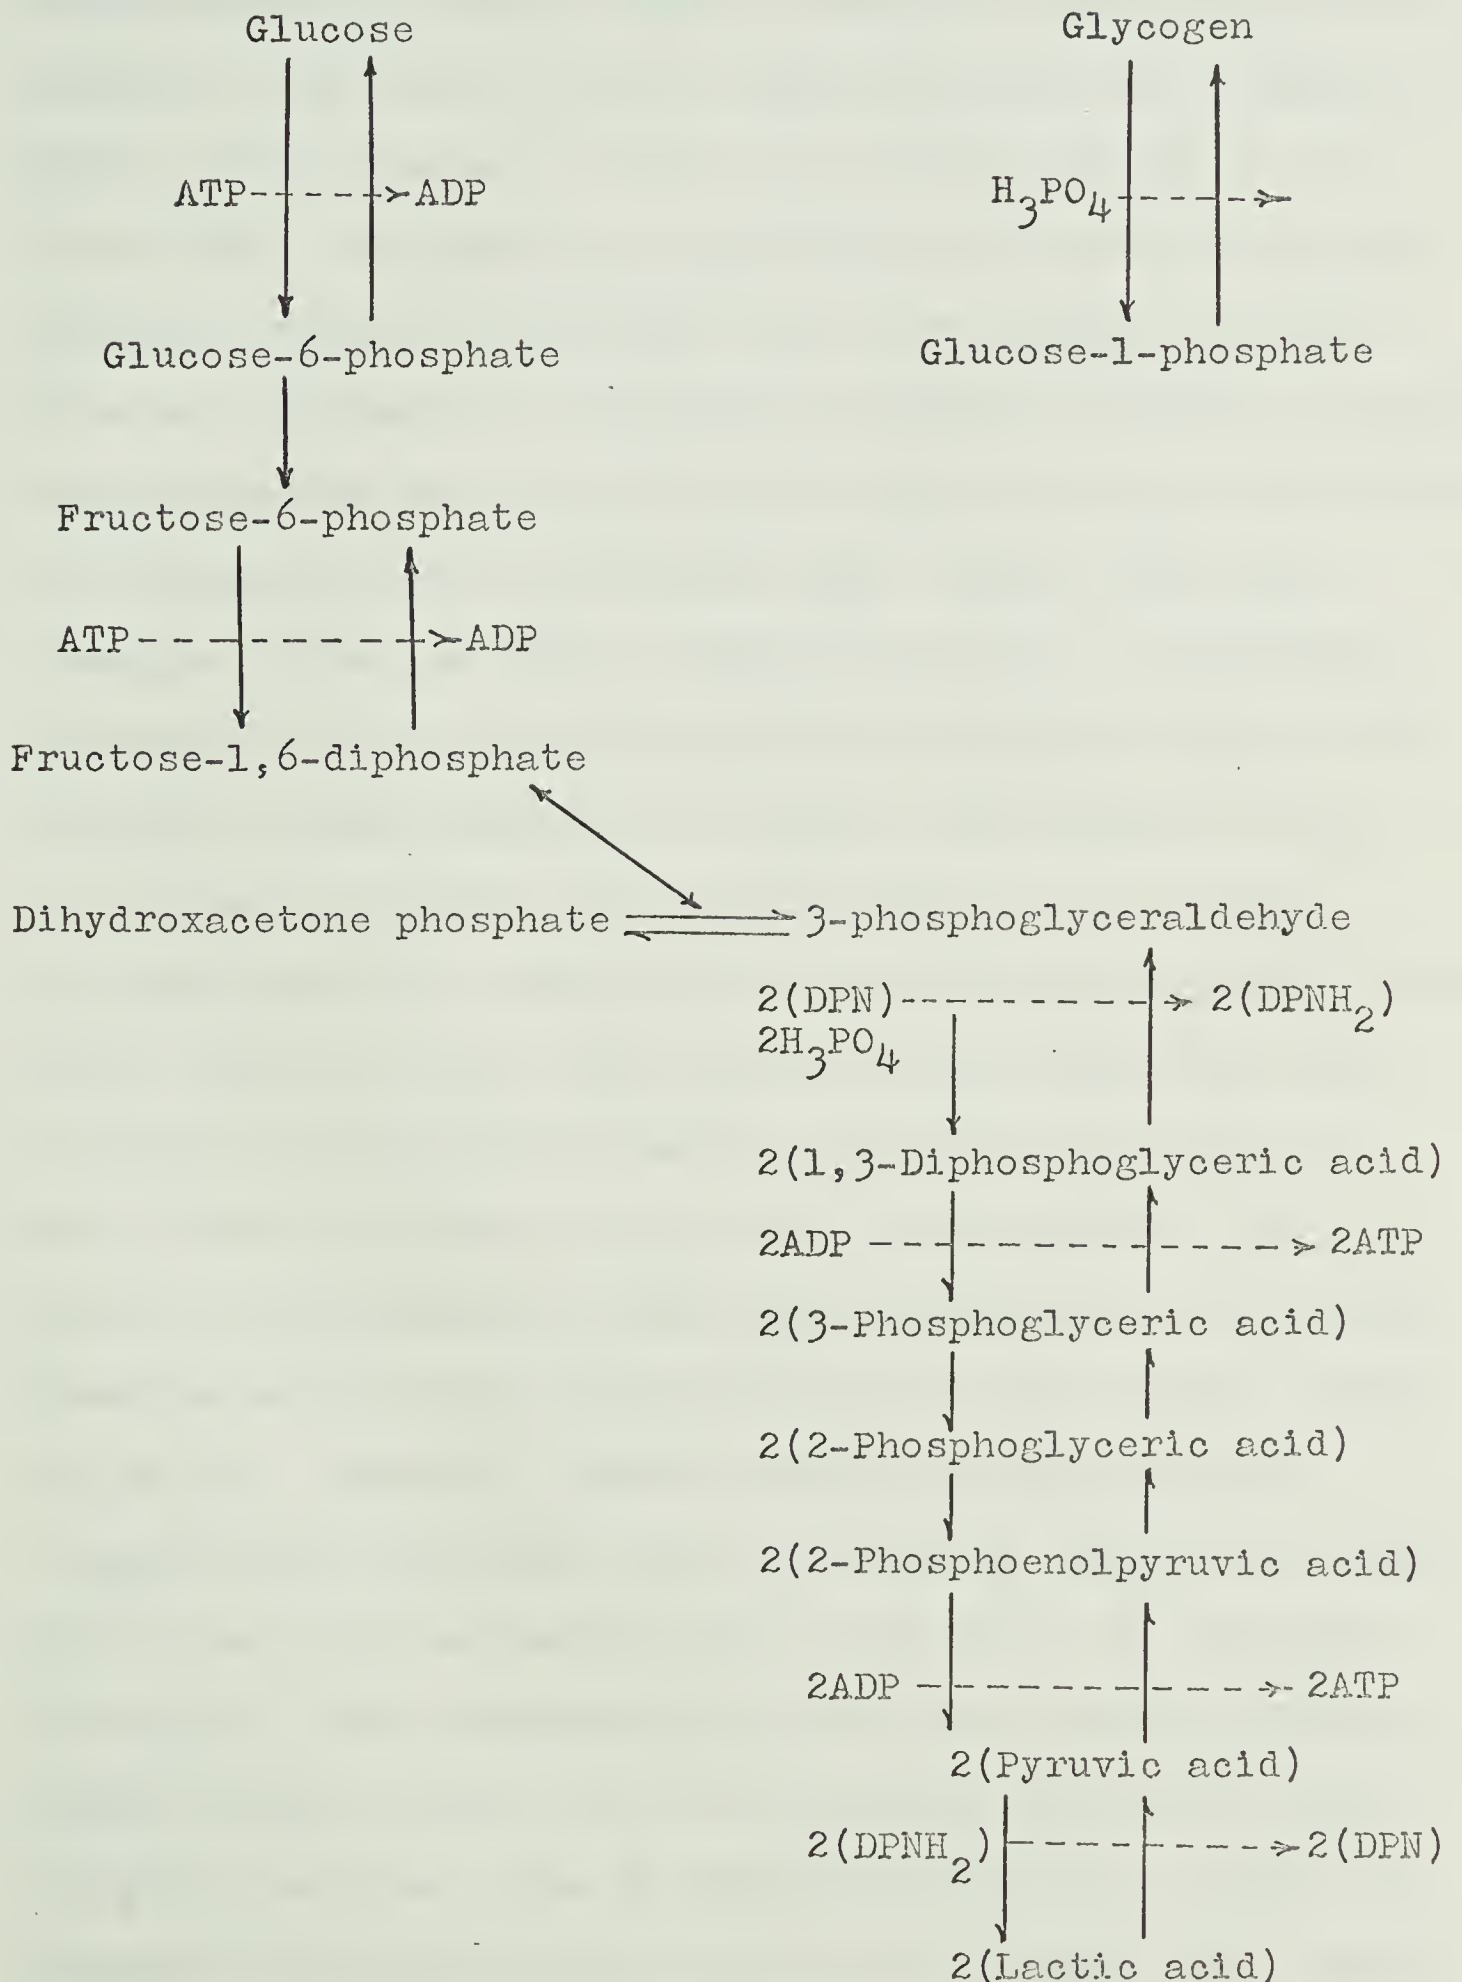 Glucose Glycogen
ATP ADP H₃PO₄
Glucose-6-phosphate Glucose-1-phosphate
Fructose-6-phosphate
ATP ADP
Fructose-1,6-diphosphate
Dihydroxacetone phosphate 3-phosphoglyceraldehyde
2(DPN) 2(DPNH₂)
2H₃PO₄
2(1,3-Diphosphoglyceric acid)
2ADP 2ATP
2(3-Phosphoglyceric acid)
2(2-Phosphoglyceric acid)
2(2-Phosphoenolpyruvic acid)
2ADP 2ATP
2(Pyruvic acid)
2(DPNH₂) 2(DPN)
2(Lactic acid)